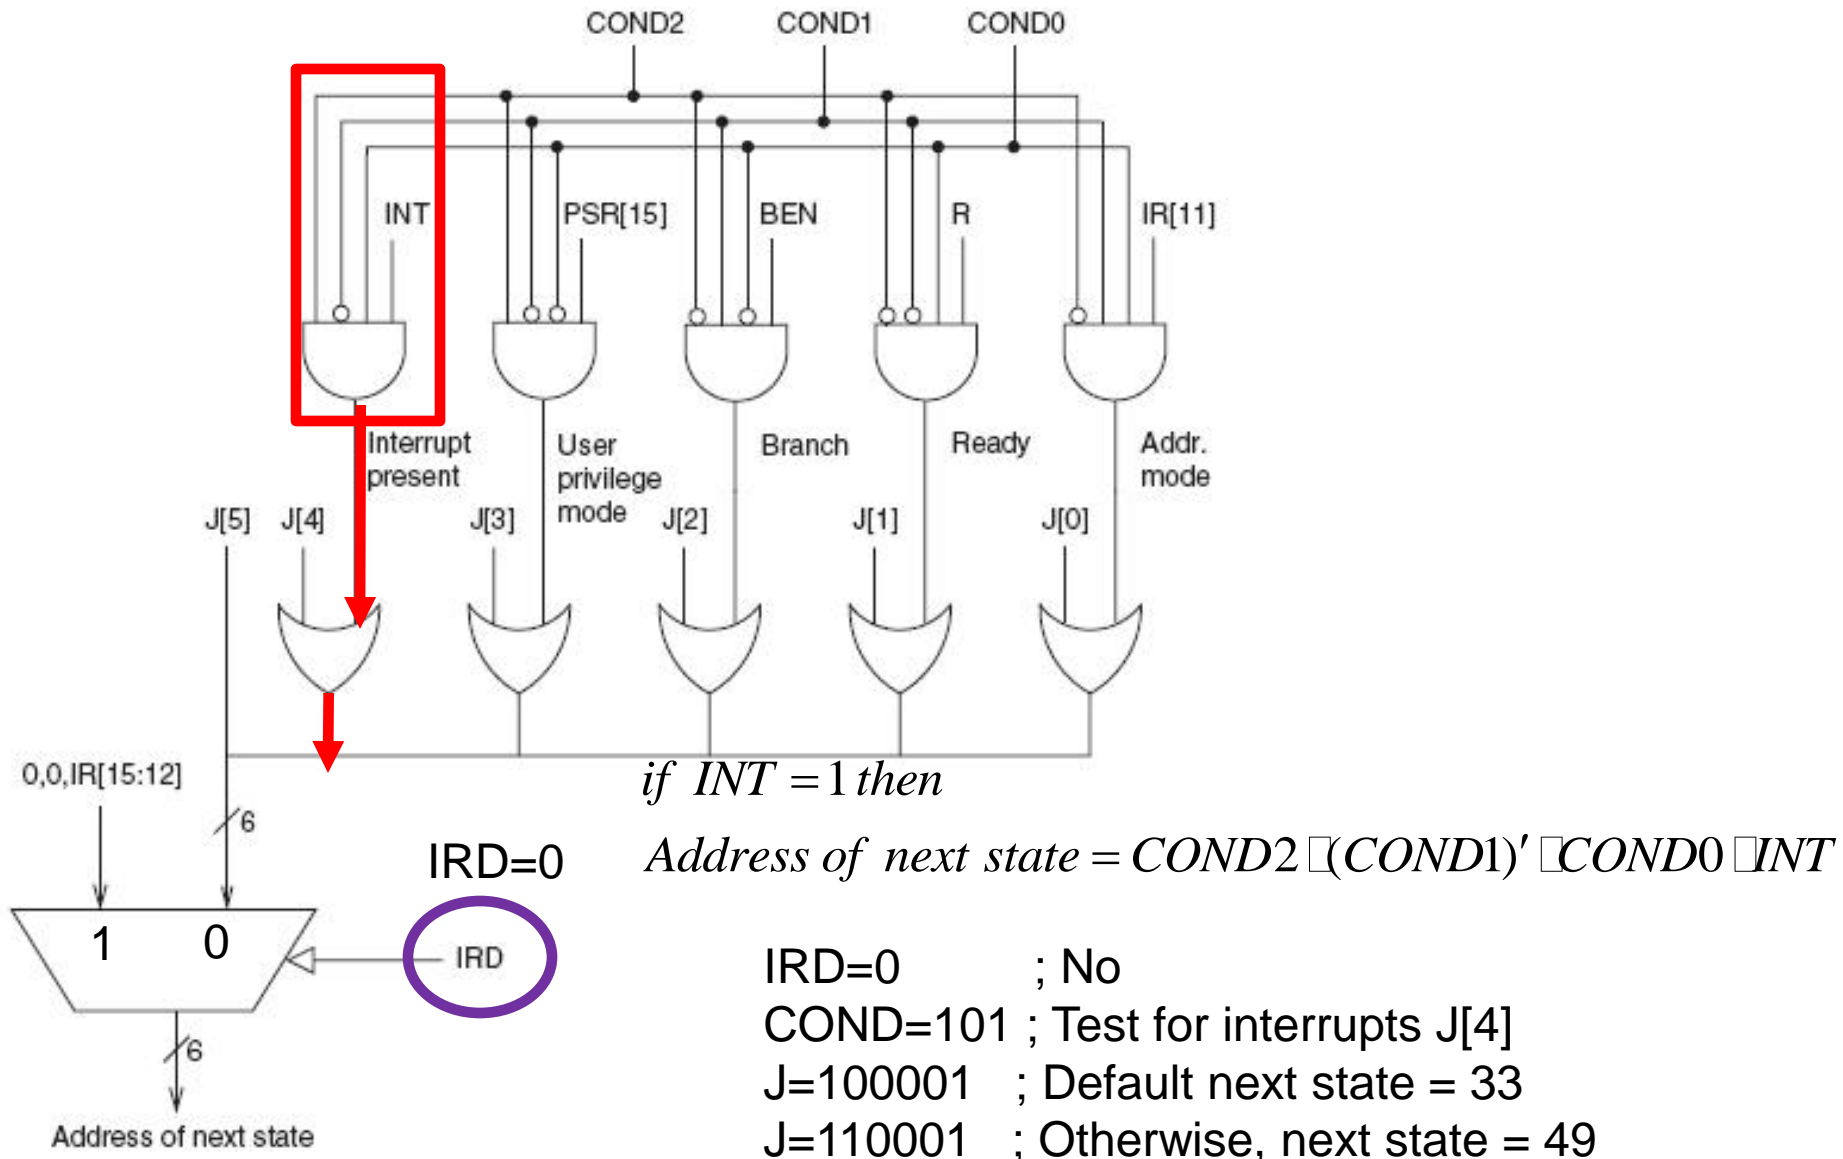 COND2 COND1 COND0
INT PSR[15] BEN R IR[11]
Interrupt present
User privilege mode
Branch
Ready
Addr. mode
J[5] J[4] J[3] J[2] J[1] J[0]
0,0,IR[15:12]
6
if INT = 1 then
IRD=0
Address of next state = COND2 □(COND1)′ □COND0 □INT
1 0
IRD
IRD=0 ; No
COND=101 ; Test for interrupts J[4]
6
J=100001 ; Default next state = 33
Address of next state
J=110001 ; Otherwise, next state = 49